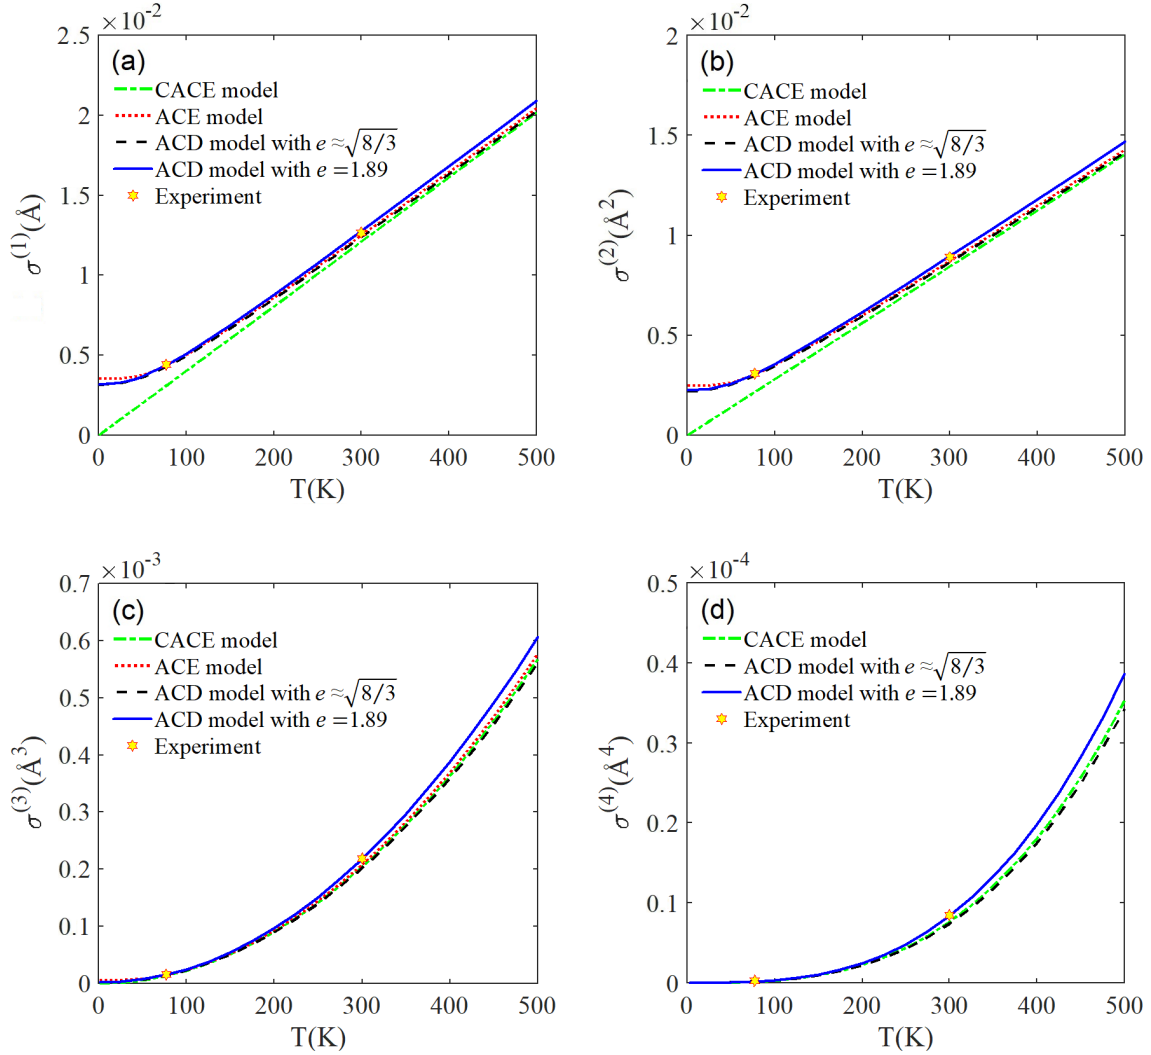 ×10⁻²
2.5
(a)
CACE model
ACE model
2
ACD model with e≈√8/3
ACD model with e=1.89
1.5
Experiment
σ⁽¹⁾(Å)
1
0.5
0
0 100 200 300 400 500
T(K)
×10⁻²
2
(b)
CACE model
ACE model
1.5
ACD model with e≈√8/3
ACD model with e=1.89
Experiment
σ⁽²⁾(Å²)
1
0.5
0
0 100 200 300 400 500
T(K)
×10⁻³
0.7
(c)
0.6
CACE model
ACE model
ACD model with e≈√8/3
0.5
ACD model with e=1.89
Experiment
0.4
σ⁽³⁾(Å³)
0.3
0.2
0.1
0
0 100 200 300 400 500
T(K)
×10⁻⁴
0.5
(d)
CACE model
0.4
ACD model with e≈√8/3
ACD model with e=1.89
Experiment
0.3
σ⁽⁴⁾(Å⁴)
0.2
0.1
0
0 100 200 300 400 500
T(K)